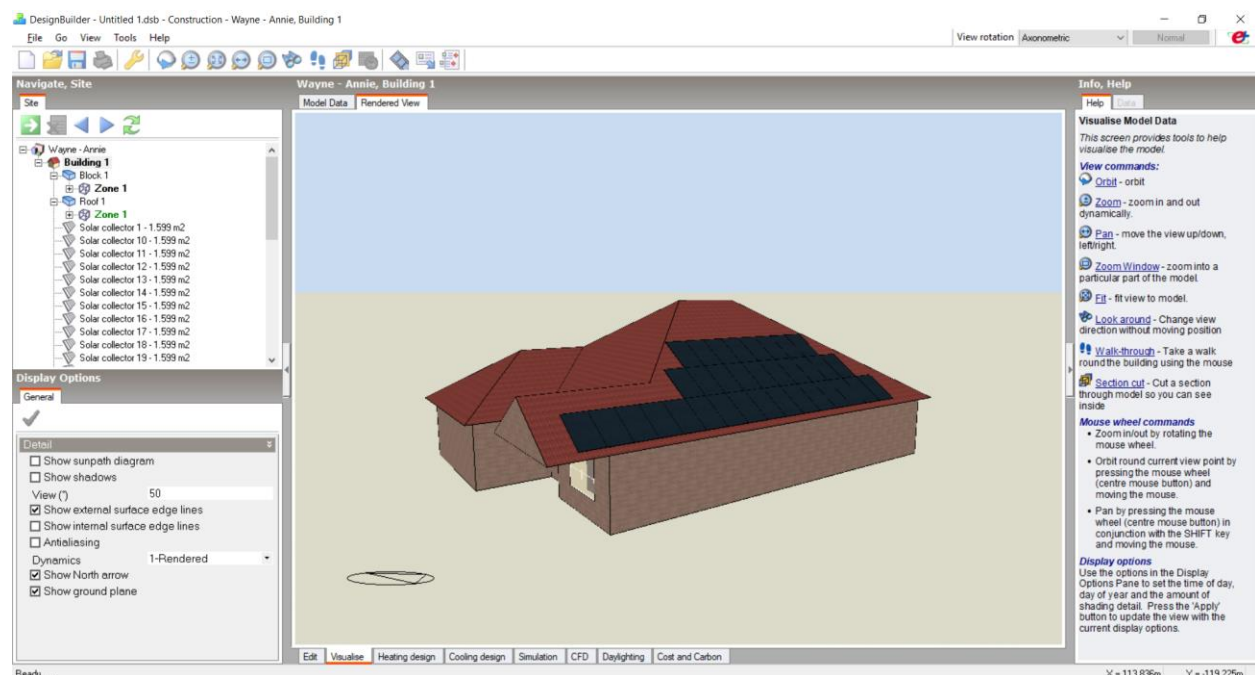 DesignBuilder - Untitled 1.dsb - Construction - Wayne - Annie, Building 1
File Go View Tools Help
View rotation Axonometric Normal
Navigate, Site
Site
Wayne - Annie
Building 1
Block 1
Zone 1
Roof 1
Zone 1
Solar collector 1 - 1.599 m2
Solar collector 10 - 1.599 m2
Solar collector 11 - 1.599 m2
Solar collector 12 - 1.599 m2
Solar collector 13 - 1.599 m2
Solar collector 14 - 1.599 m2
Solar collector 15 - 1.599 m2
Solar collector 16 - 1.599 m2
Solar collector 17 - 1.599 m2
Solar collector 18 - 1.599 m2
Solar collector 19 - 1.599 m2
Display Options
General
Detail
Show sunpath diagram
Show shadows
View (°) 50
Show external surface edge lines
Show internal surface edge lines
Antialiasing
Dynamics 1-Rendered
Show North arrow
Show ground plane
Wayne - Annie, Building 1
Model Data Rendered View
Edit Visualise Heating design Cooling design Simulation CFD Daylighting Cost and Carbon
Info, Help
Help Data
Visualise Model Data
This screen provides tools to help
visualise the model.
View commands:
Orbit - orbit
Zoom - zoom in and out
dynamically.
Pan - move the view up/down,
left/right.
Zoom Window - zoom into a
particular part of the model.
Fit - fit view to model.
Look around - Change view
direction without moving position
Walk-through - Take a walk
round the building using the mouse
Section cut - Cut a section
through model so you can see
inside
Mouse wheel commands
• Zoom in/out by rotating the
mouse wheel.
• Orbit round current view point by
pressing the mouse wheel
(centre mouse button) and
moving the mouse.
• Pan by pressing the mouse
wheel (centre mouse button) in
conjunction with the SHIFT key
and moving the mouse.
Display options
Use the options in the Display
Options Pane to set the time of day,
day of year and the amount of
shading detail. Press the 'Apply'
button to update the view with the
current display options.
Ready
X = 113.836m Y = -119.225m